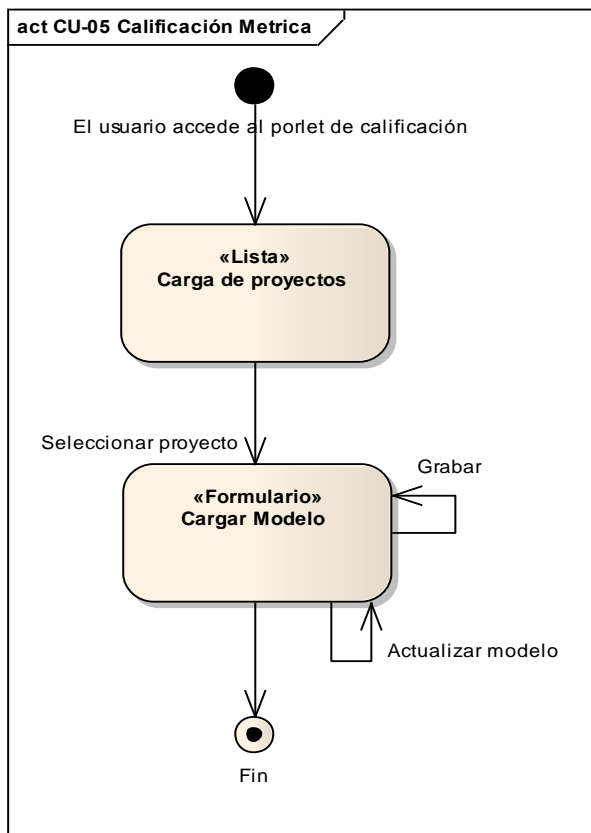 act CU-05 Calificación Metrica
El usuario accede al porlet de calificación
«Lista»
Carga de proyectos
Seleccionar proyecto
Grabar
«Formulario»
Cargar Modelo
Actualizar modelo
Fin